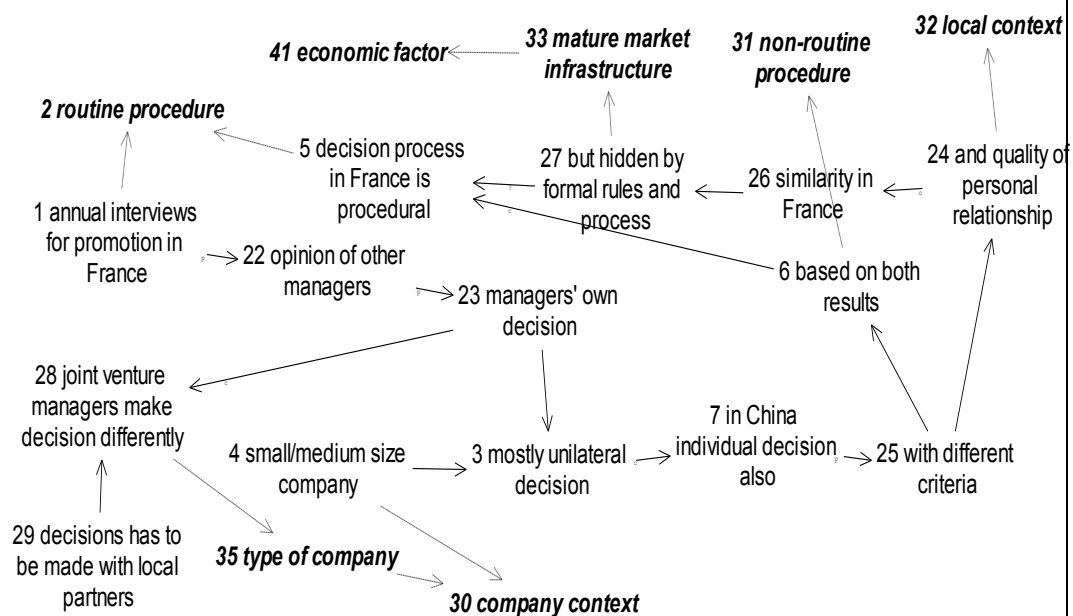 32 local context
33 mature market
infrastructure
31 non-routine
procedure
41 economic factor
2 routine procedure
5 decision process
in France is
procedural
27 but hidden by
formal rules and
process
26 similarity in
France
24 and quality of
personal
relationship
1 annual interviews
for promotion in
France
22 opinion of other
managers
23 managers' own
decision
6 based on both
results
28 joint venture
managers make
decision differently
4 small/medium size
company
3 mostly unilateral
decision
7 in China
individual decision
also
25 with different
criteria
29 decisions has to
be made with local
partners
35 type of company
30 company context